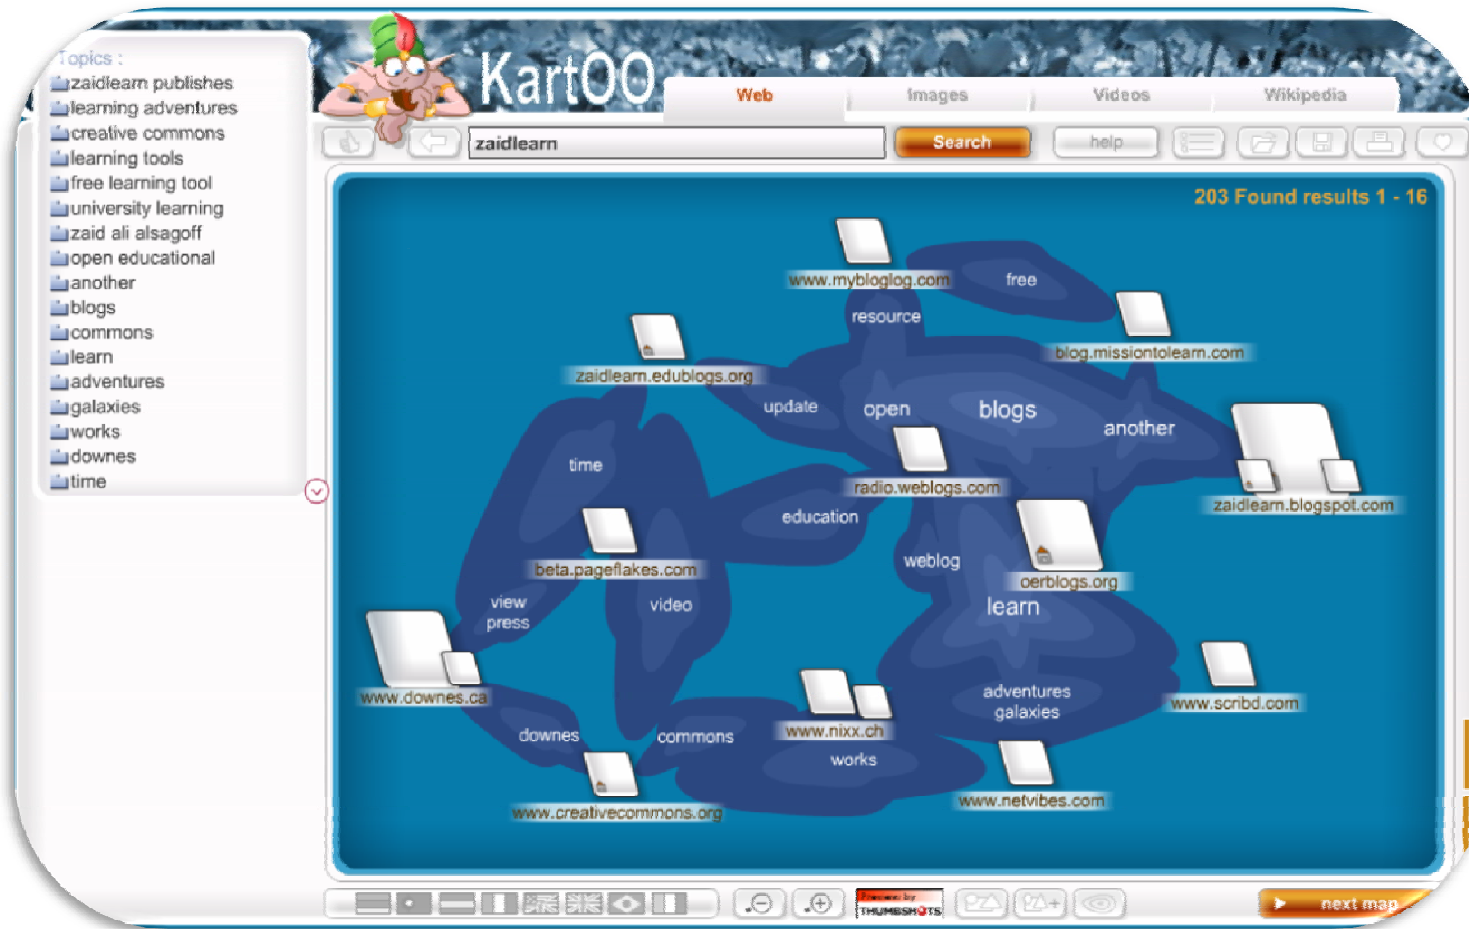 Topics :
zaidlearn publishes
learning adventures
creative commons
learning tools
free learning tool
university learning
zaid ali alsagoff
open educational
another
blogs
commons
learn
adventures
galaxies
works
downes
time
KartOO
Web
Images
Videos
Wikipedia
zaidlearn
Search
help
203 Found results 1 - 16
www.mybloglog.com
free
resource
blog.missiontolearn.com
zaidlearn.edublogs.org
update
open
blogs
another
time
radio.weblogs.com
zaidlearn.blogspot.com
education
beta.pageflakes.com
weblog
oerblogs.org
view
press
video
learn
www.downes.ca
adventures
galaxies
www.scribd.com
downes
commons
www.nixx.ch
works
www.creativecommons.org
www.netvibes.com
THUMBSHOTS
next map